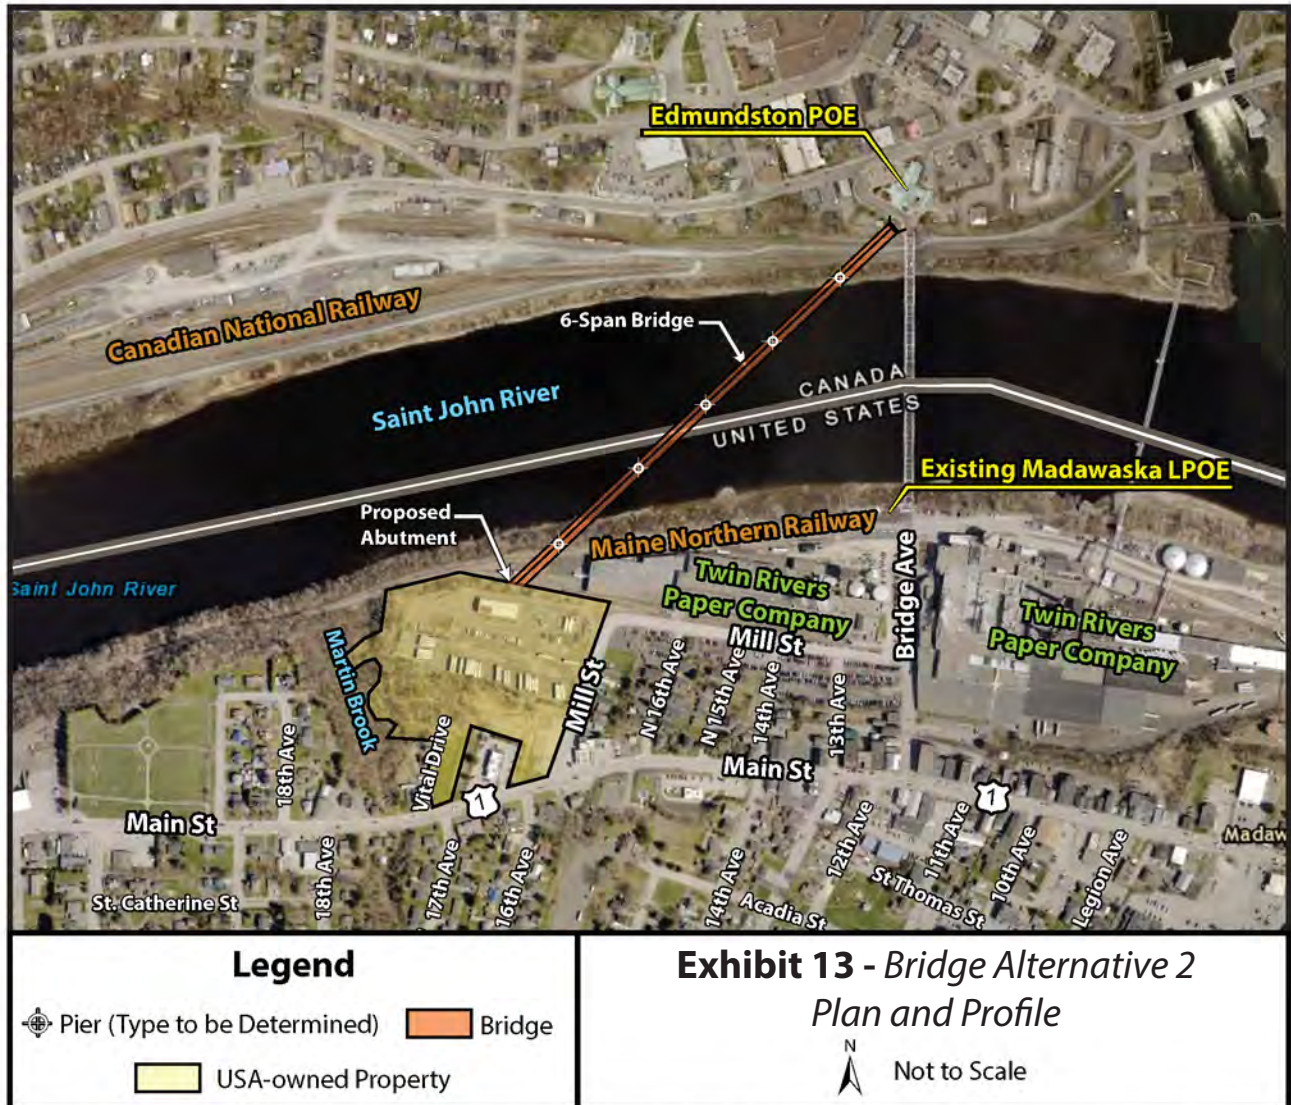 Edmundston POE
Canadian National Railway
6-Span Bridge
Saint John River
CANADA
UNITED STATES
Existing Madawaska LPOE
Proposed
Abutment
Maine Northern Railway
Saint John River
Twin Rivers
Paper Company
Bridge Ave
Twin Rivers
Paper Company
Mill St
Martin Brook
Mill St
N 16th Ave
N 15th Ave
14th Ave
13th Ave
18th Ave
Vital Drive
Main St
1
1
Main St
Madaw
18th Ave
17th Ave
16th Ave
14th Ave
12th Ave
11th Ave
10th Ave
Legion Ave
St Thomas St
Acadia St
St. Catherine St
Legend
Pier (Type to be Determined)
Bridge
USA-owned Property
Exhibit 13 - Bridge Alternative 2
Plan and Profile
N
Not to Scale